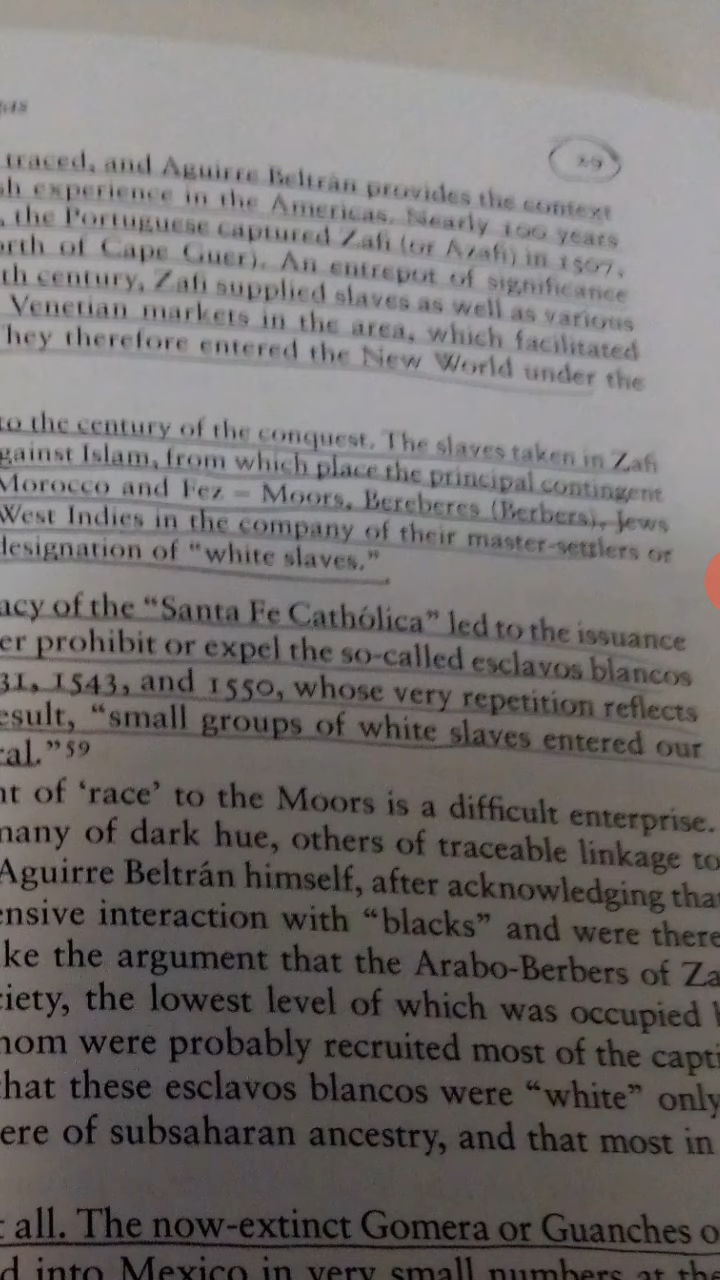 gas
29
traced, and Aguirre Beltrán provides the context
sh experience in the Americas. Nearly 100 years
, the Portuguese captured Zafi (or Azafi) in 1507,
orth of Cape Guer). An entrepot of significance
th century, Zafi supplied slaves as well as various
Venetian markets in the area, which facilitated
They therefore entered the New World under the
to the century of the conquest. The slaves taken in Zafi
gainst Islam, from which place the principal contingent
Morocco and Fez – Moors, Bereberes (Berbers), Jews
West Indies in the company of their master-settlers or
designation of "white slaves."
acy of the "Santa Fe Cathólica" led to the issuance
er prohibit or expel the so-called esclavos blancos
31, 1543, and 1550, whose very repetition reflects
esult, "small groups of white slaves entered our
cal."59
nt of 'race' to the Moors is a difficult enterprise.
many of dark hue, others of traceable linkage to
Aguirre Beltrán himself, after acknowledging that
ensive interaction with "blacks" and were there
ke the argument that the Arabo-Berbers of Za
ciety, the lowest level of which was occupied
hom were probably recruited most of the capti
that these esclavos blancos were "white" only
ere of subsaharan ancestry, and that most in
t all. The now-extinct Gomera or Guanches o
d into Mexico in very small numbers at the